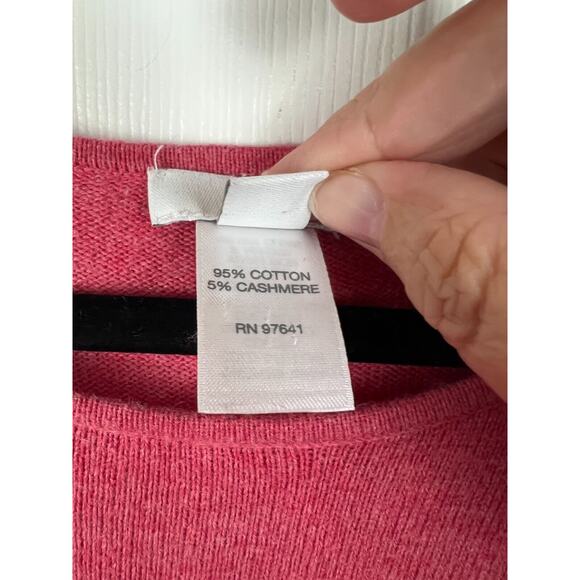 95% COTTON
5% CASHMERE
RN 97641